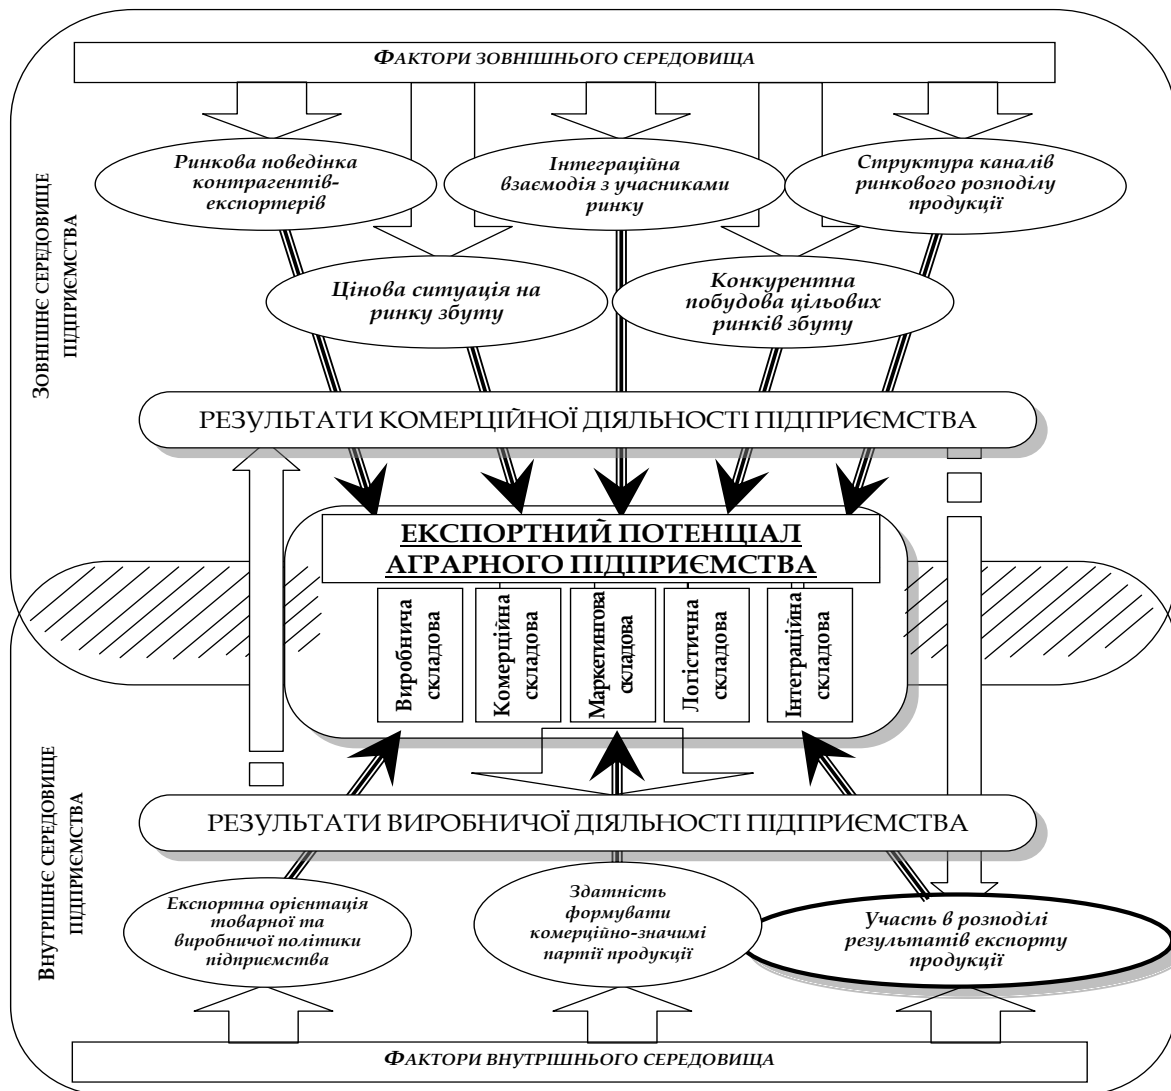 ФАКТОРИ ЗОВНІШНЬОГО СЕРЕДОВИЩА
Ринкова поведінка
контрагентів-
експортерів
Інтеграційна
взаємодія з учасниками
ринку
Структура каналів
ринкового розподілу
продукції
Цінова ситуація на
ринку збуту
Конкурентна
побудова цільових
ринків збуту
ЗОВНІШНЄ СЕРЕДОВИЩЕ
ПІДПРИЄМСТВА
РЕЗУЛЬТАТИ КОМЕРЦІЙНОЇ ДІЯЛЬНОСТІ ПІДПРИЄМСТВА
ЕКСПОРТНИЙ ПОТЕНЦІАЛ
АГРАРНОГО ПІДПРИЄМСТВА
Виробнича
складова
Комерційна
складова
Маркетингова
складова
Логістична
складова
Інтеграційна
складова
ВНУТРІШНЄ СЕРЕДОВИЩЕ
ПІДПРИЄМСТВА
РЕЗУЛЬТАТИ ВИРОБНИЧОЇ ДІЯЛЬНОСТІ ПІДПРИЄМСТВА
Експортна орієнтація
товарної та
виробничої політики
підприємства
Здатність
формувати
комерційно-значимі
партії продукції
Участь в розподілі
результатів експорту
продукції
ФАКТОРИ ВНУТРІШНЬОГО СЕРЕДОВИЩА